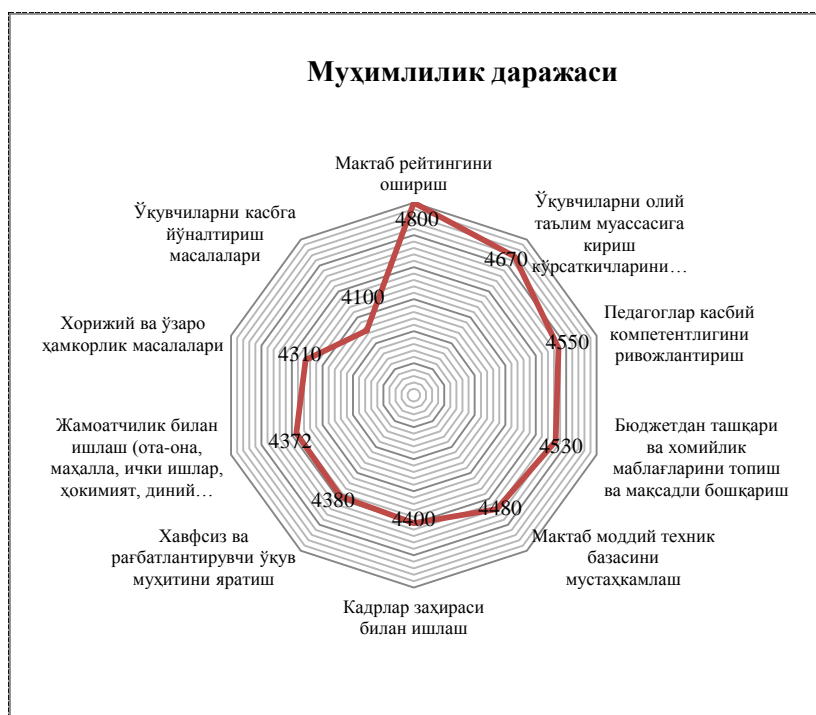 Муҳимлилик даражаси
Мактаб рейтингини
ошириш
4800
Ўқувчиларни олий
таълим муассасига
кириш
кўрсаткичларини…
4670
Педагоглар касбий
компетентлигини
ривожлантириш
4550
Бюджетдан ташқари
ва хомийлик
маблағларини топиш
ва мақсадли бошқариш
4530
Мактаб моддий техник
базасини
мустаҳкамлаш
4480
Кадрлар заҳираси
билан ишлаш
4400
Хавфсиз ва
рағбатлантирувчи ўқув
муҳитини яратиш
4380
Жамоатчилик билан
ишлаш (ота-она,
маҳалла, ички ишлар,
ҳокимият, диний…
4372
Хорижий ва ўзаро
ҳамкорлик масалалари
4310
Ўқувчиларни касбга
йўналтириш
масалалари
4100